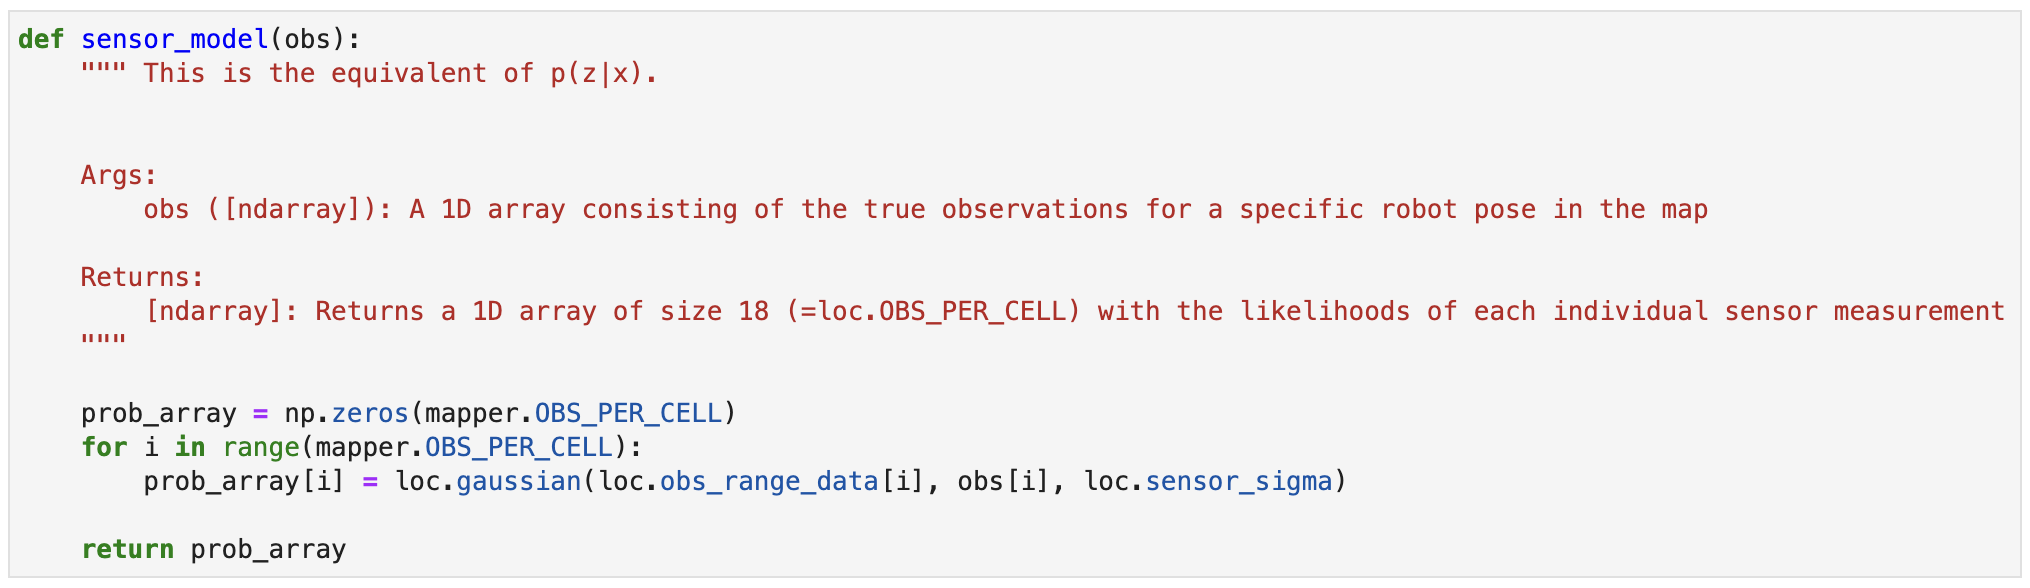 def sensor_model(obs):
    """ This is the equivalent of p(z|x).
    Args:
        obs ([ndarray]): A 1D array consisting of the true observations for a specific robot pose in the map
    Returns:
        [ndarray]: Returns a 1D array of size 18 (=loc.OBS_PER_CELL) with the likelihoods of each individual sensor measurement
    """
    prob_array = np.zeros(mapper.OBS_PER_CELL)
    for i in range(mapper.OBS_PER_CELL):
        prob_array[i] = loc.gaussian(loc.obs_range_data[i], obs[i], loc.sensor_sigma)
    return prob_array